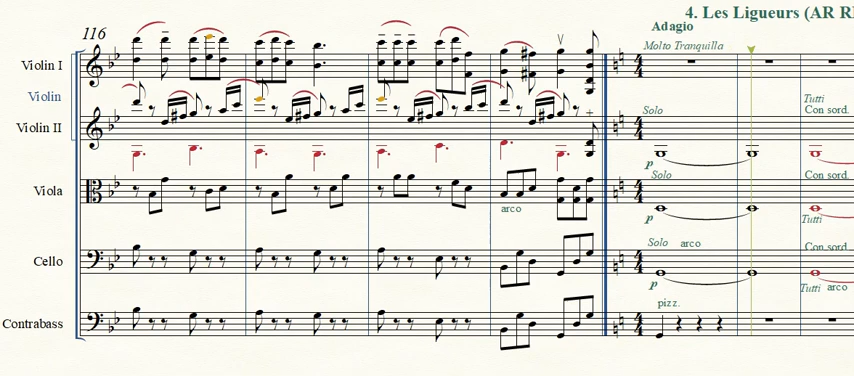 4. Les Ligueurs (AR
116
Adagio
Molto Tranquilla
Violin I
Violin
Solo
Tutti
Con sord.
Violin II
p
Solo
Con sord.
Viola
arco
p
Tutti
Solo arco
Con sord.
Cello
p
Tutti arco
pizz.
Contrabass